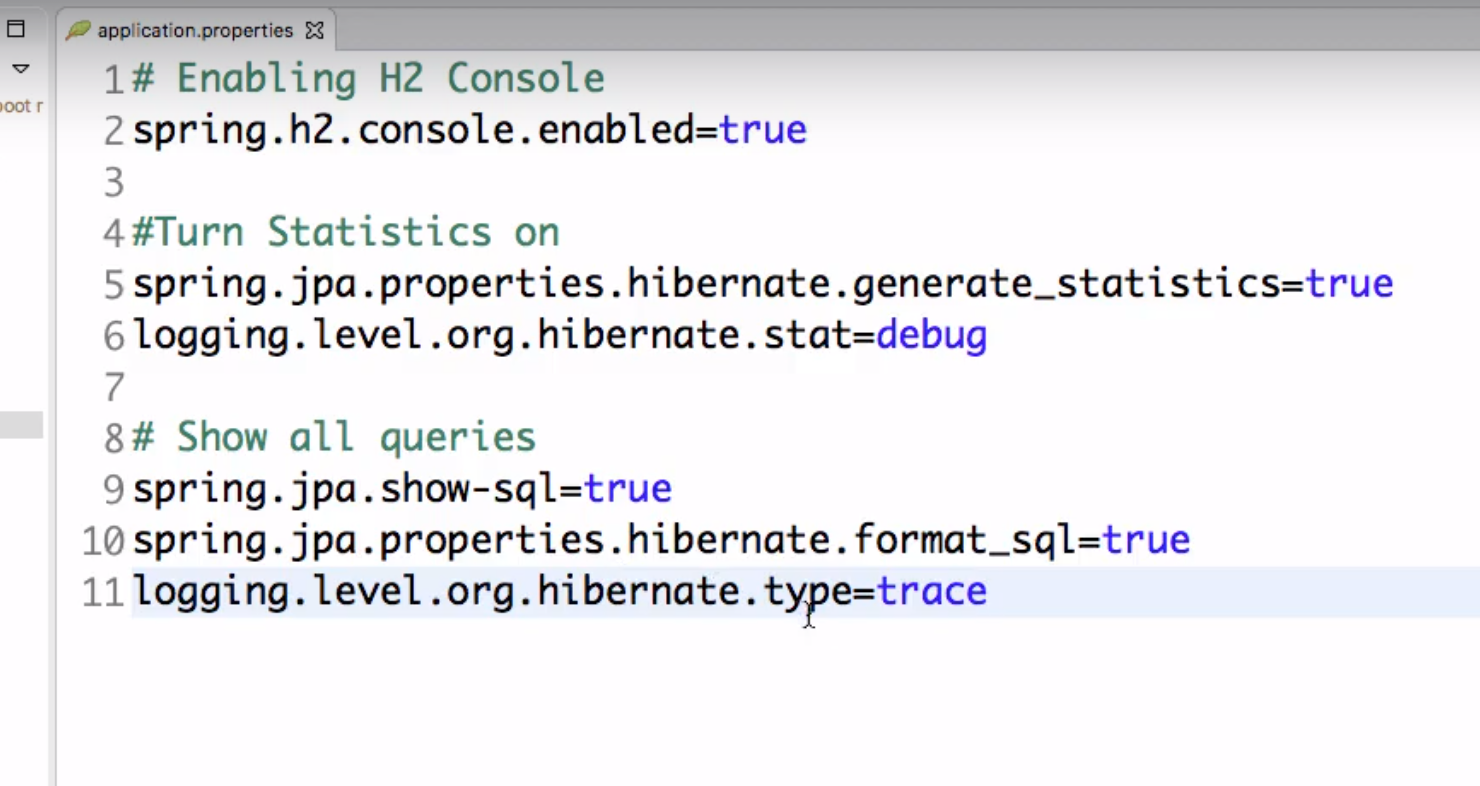 application.properties
oot r
1 # Enabling H2 Console
2 spring.h2.console.enabled=true
3
4 #Turn Statistics on
5 spring.jpa.properties.hibernate.generate_statistics=true
6 logging.level.org.hibernate.stat=debug
7
8 # Show all queries
9 spring.jpa.show-sql=true
10 spring.jpa.properties.hibernate.format_sql=true
11 logging.level.org.hibernate.type=trace